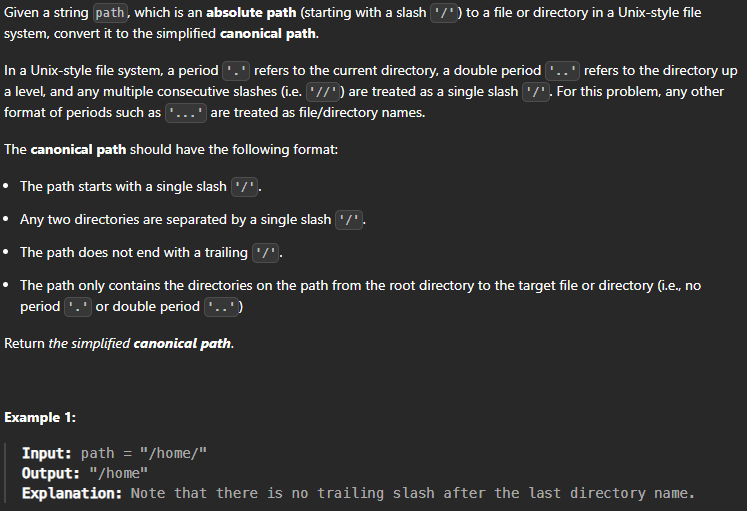 Given a string path, which is an absolute path (starting with a slash '/') to a file or directory in a Unix-style file
system, convert it to the simplified canonical path.
In a Unix-style file system, a period '.' refers to the current directory, a double period '..' refers to the directory up
a level, and any multiple consecutive slashes (i.e. '//') are treated as a single slash '/'. For this problem, any other
format of periods such as '...' are treated as file/directory names.
The canonical path should have the following format:
• The path starts with a single slash '/'.
• Any two directories are separated by a single slash '/'.
• The path does not end with a trailing '/'.
• The path only contains the directories on the path from the root directory to the target file or directory (i.e., no
period '.' or double period '..')
Return the simplified canonical path.
Example 1:
Input: path = "/home/"
Output: "/home"
Explanation: Note that there is no trailing slash after the last directory name.